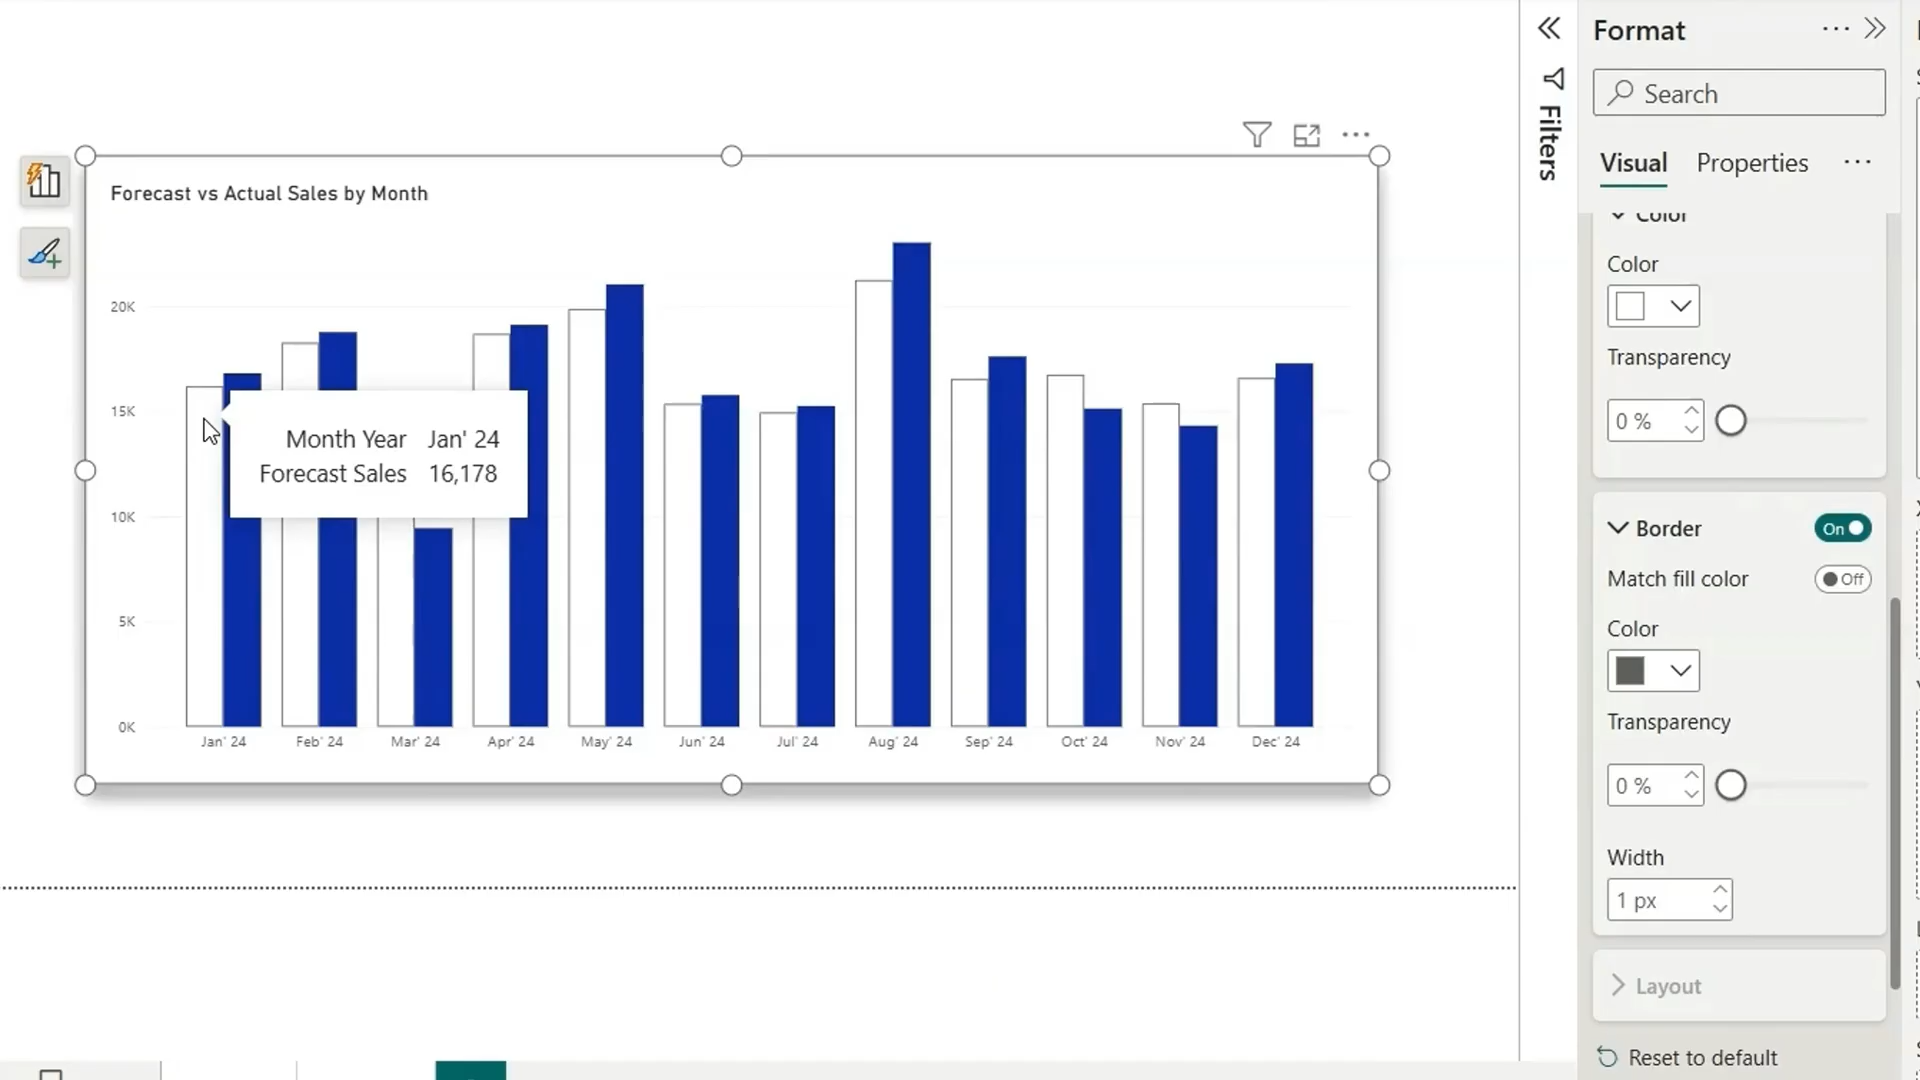 Format
Search
Filters
Visual
Properties
Forecast vs Actual Sales by Month
20K
15K
10K
5K
0K
Month Year Jan' 24
Forecast Sales 16,178
Jan' 24
Feb' 24
Mar' 24
Apr' 24
May' 24
Jun' 24
Jul' 24
Aug' 24
Sep' 24
Oct' 24
Nov' 24
Dec' 24
Color
Color
Transparency
0 %
Border
On
Match fill color
Off
Color
Transparency
0 %
Width
1 px
Layout
Reset to default